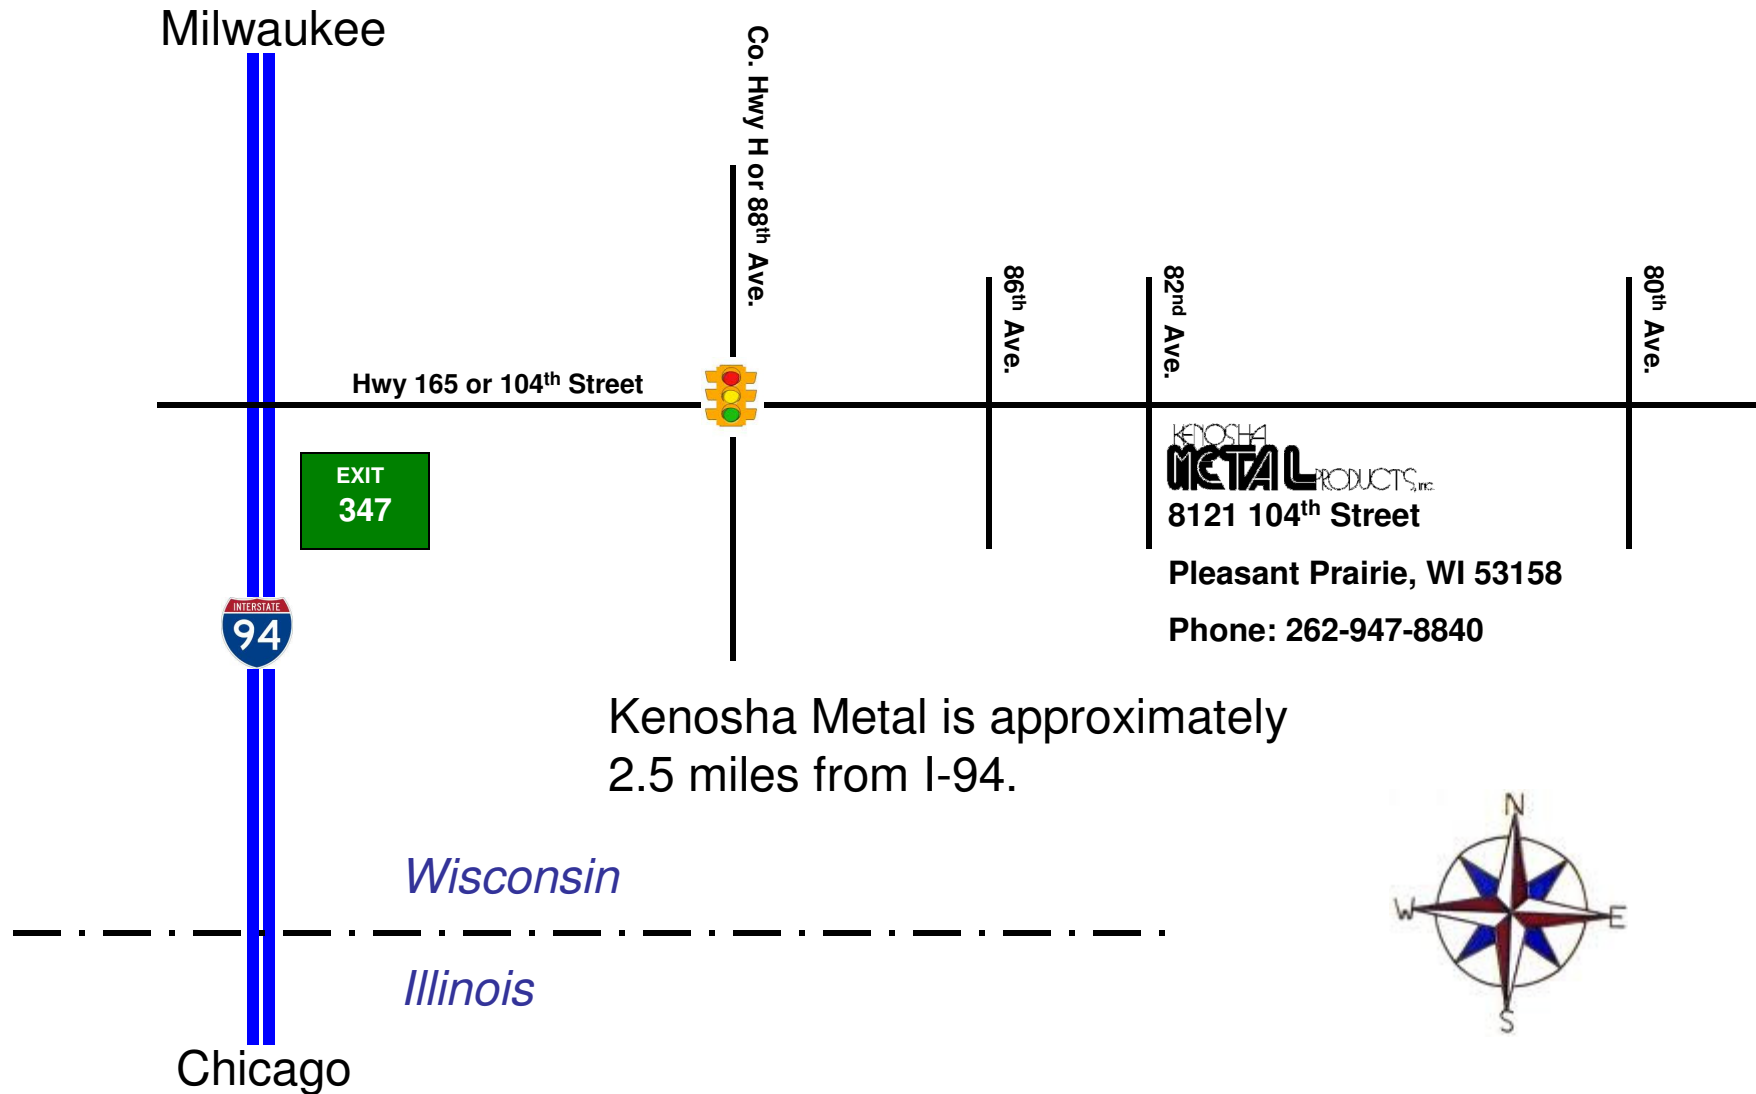 Milwaukee
Co. Hwy H or 88th Ave.
86th Ave.
82nd Ave.
80th Ave.
Hwy 165 or 104th Street
EXIT
347
KENOSHA
METAL PRODUCTS, INC.
8121 104th Street
Pleasant Prairie, WI 53158
Phone: 262-947-8840
INTERSTATE
94
Kenosha Metal is approximately
2.5 miles from I-94.
Wisconsin
Illinois
N
W
E
S
Chicago